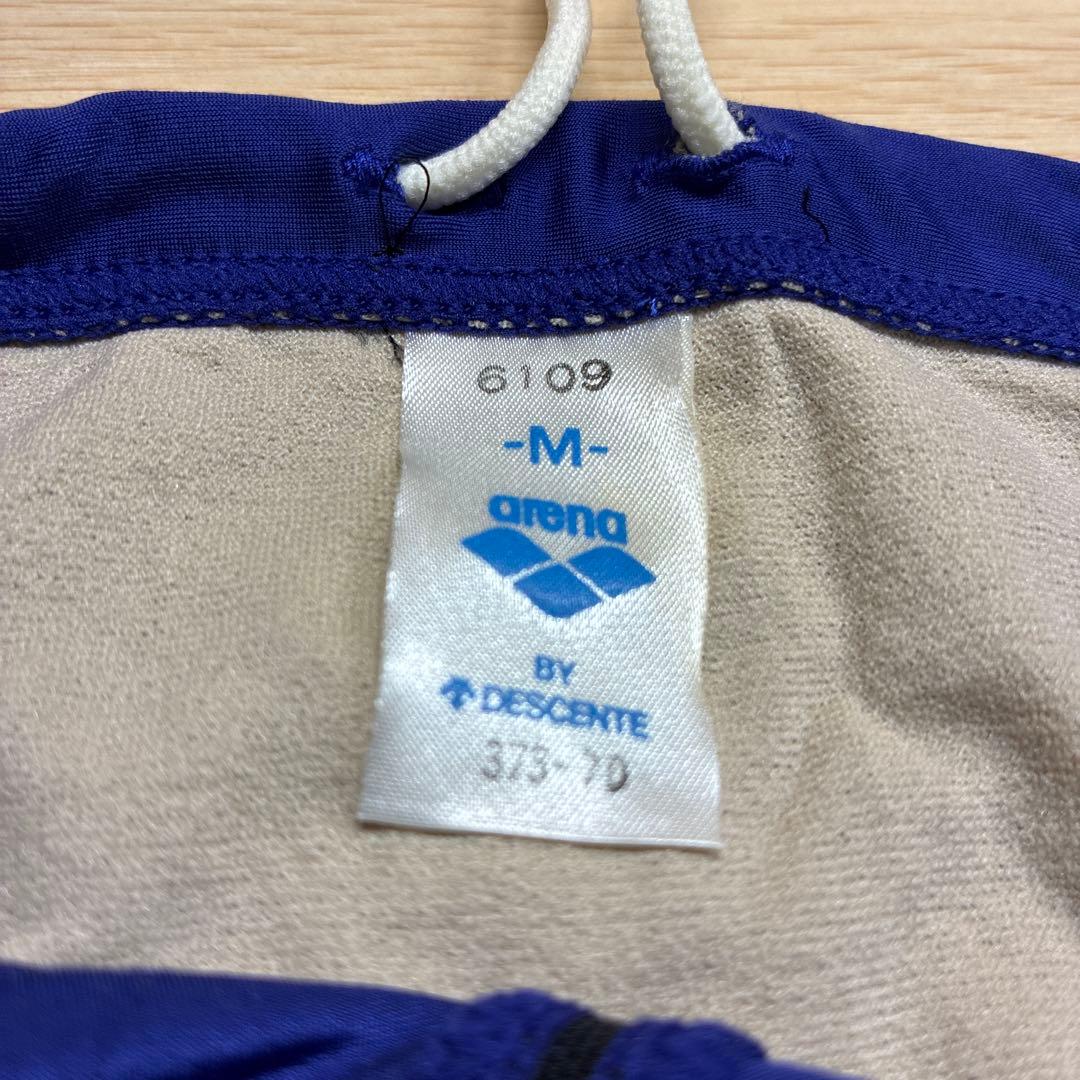 6109
-M-
arena
BY
DESCENTE
373-70